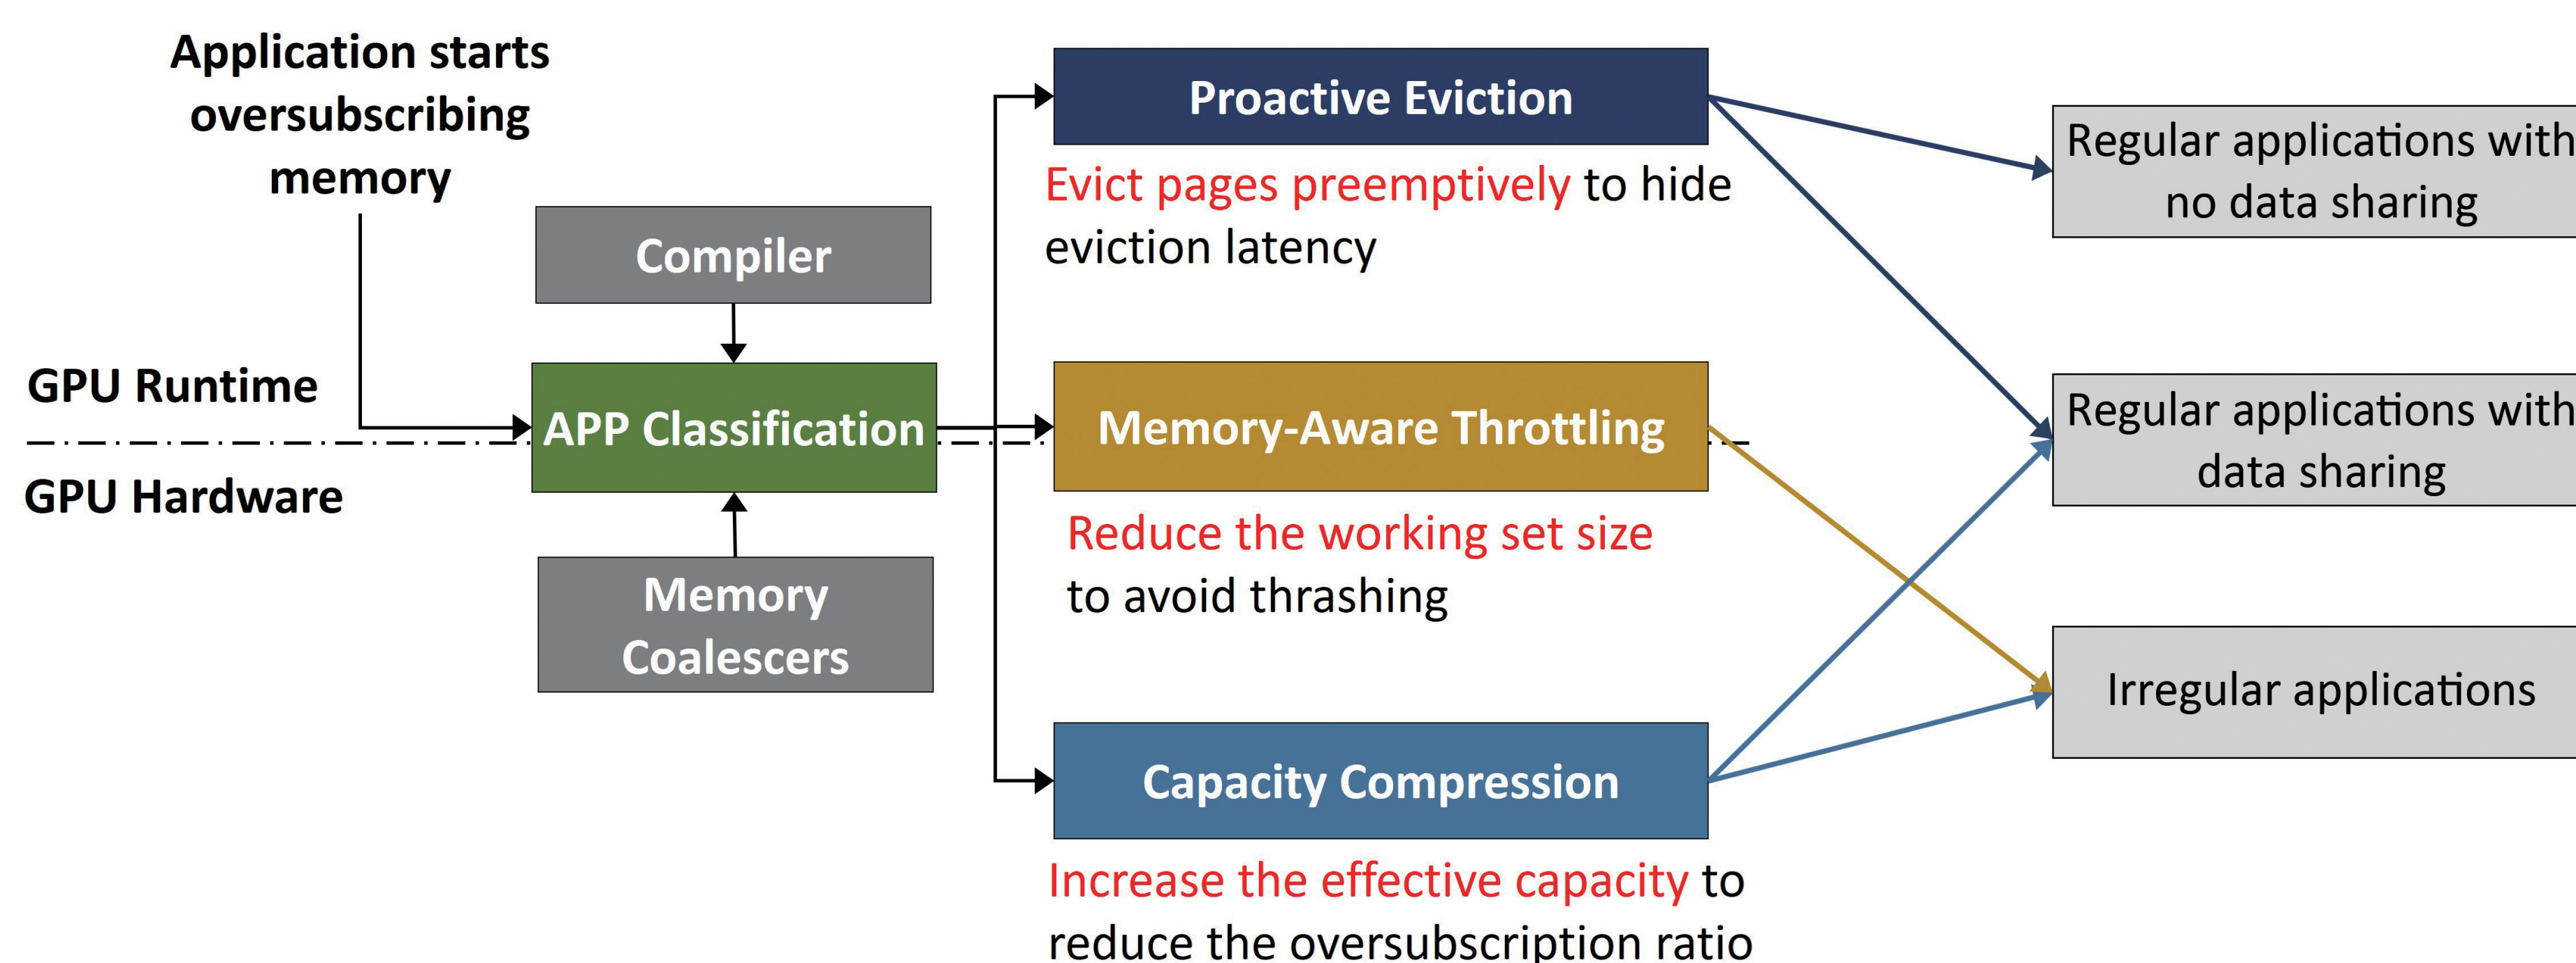 Application starts
oversubscribing
memory
GPU Runtime
GPU Hardware
Compiler
APP Classification
Memory
Coalescers
Proactive Eviction
Evict pages preemptively to hide
eviction latency
Memory-Aware Throttling
Reduce the working set size
to avoid thrashing
Capacity Compression
Increase the effective capacity to
reduce the oversubscription ratio
Regular applications with
no data sharing
Regular applications with
data sharing
Irregular applications